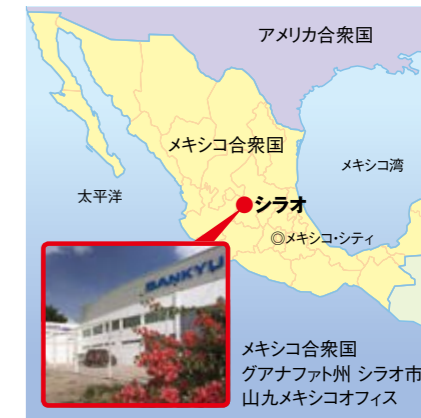 アメリカ合衆国
メキシコ合衆国
メキシコ湾
太平洋
シラオ
◎メキシコ・シティ
SANKYU
メキシコ合衆国
グアナファト州 シラオ市
山九メキシコオフィス